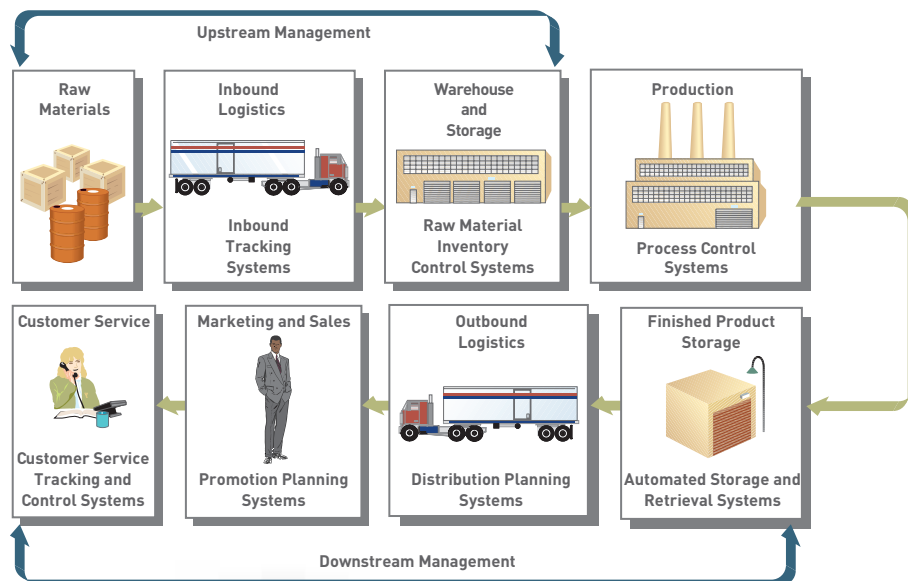 Upstream Management
Raw
Materials
Inbound
Logistics
Inbound
Tracking
Systems
Warehouse
and
Storage
Raw Material
Inventory
Control Systems
Production
Process Control
Systems
Customer Service
Customer Service
Tracking and
Control Systems
Marketing and Sales
Promotion Planning
Systems
Outbound
Logistics
Distribution Planning
Systems
Finished Product
Storage
Automated Storage and
Retrieval Systems
Downstream Management